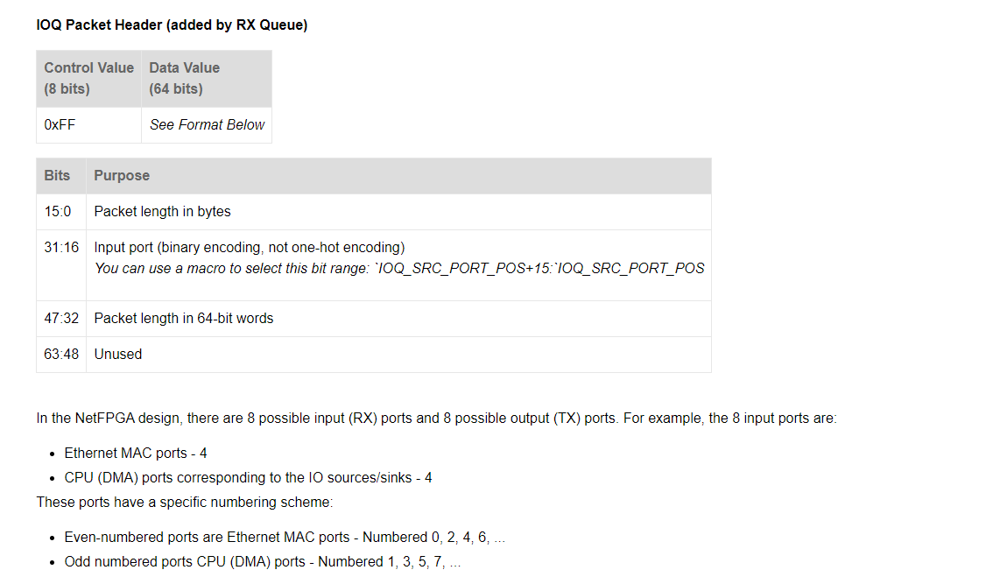 IOQ Packet Header (added by RX Queue)
Control Value Data Value
(8 bits) (64 bits)
0xFF See Format Below
Bits Purpose
15:0 Packet length in bytes
31:16 Input port (binary encoding, not one-hot encoding)
You can use a macro to select this bit range: `IOQ_SRC_PORT_POS+15:`IOQ_SRC_PORT_POS
47:32 Packet length in 64-bit words
63:48 Unused
In the NetFPGA design, there are 8 possible input (RX) ports and 8 possible output (TX) ports. For example, the 8 input ports are:
• Ethernet MAC ports - 4
• CPU (DMA) ports corresponding to the IO sources/sinks - 4
These ports have a specific numbering scheme:
• Even-numbered ports are Ethernet MAC ports - Numbered 0, 2, 4, 6, ...
• Odd numbered ports CPU (DMA) ports - Numbered 1, 3, 5, 7, ...